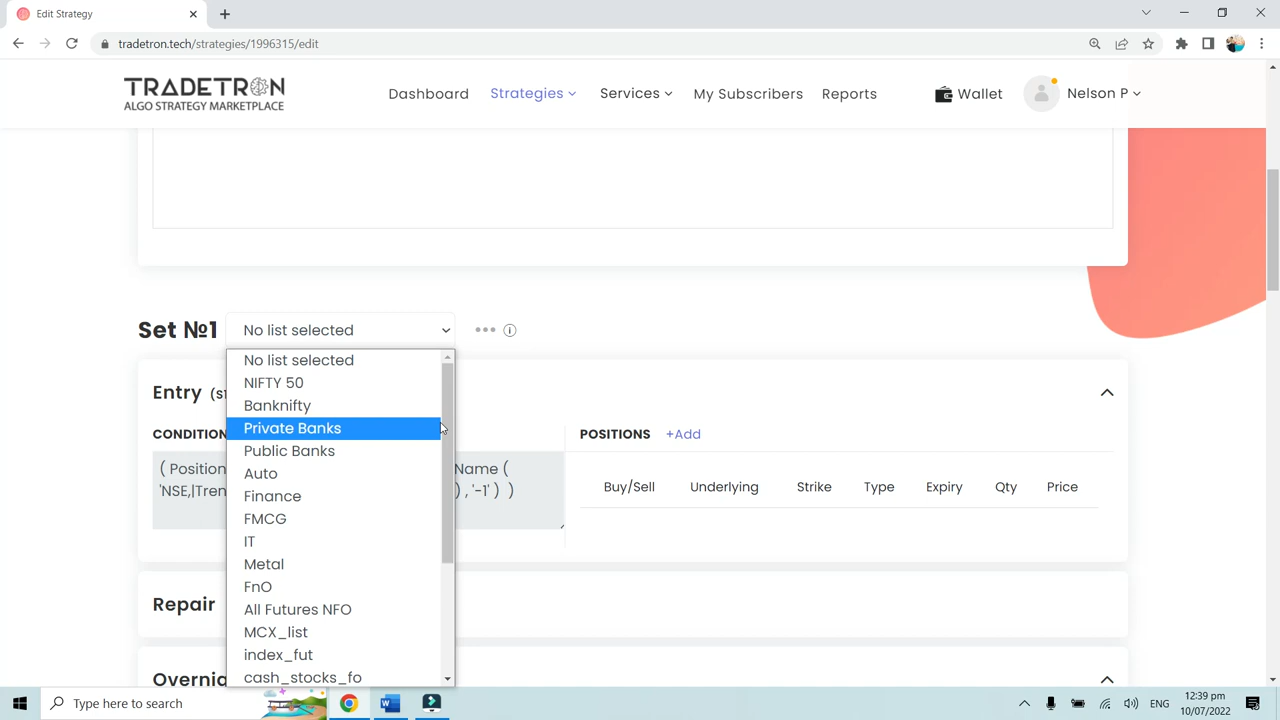 Edit Strategy
tradetron.tech/strategies/1996315/edit
TRADETRON
ALGO STRATEGY MARKETPLACE
Dashboard
Strategies
Services
My Subscribers
Reports
Wallet
Nelson P
Set №1
No list selected
No list selected
NIFTY 50
Banknifty
Private Banks
Public Banks
Auto
Finance
FMCG
IT
Metal
FnO
All Futures NFO
MCX_list
index_fut
cash_stocks_fo
Entry
CONDITION
( Position
Name (
'NSE,|Tren
) , '-1' ) )
POSITIONS +Add
Buy/Sell Underlying Strike Type Expiry Qty Price
Repair
Type here to search
ENG
12:39 pm
10/07/2022